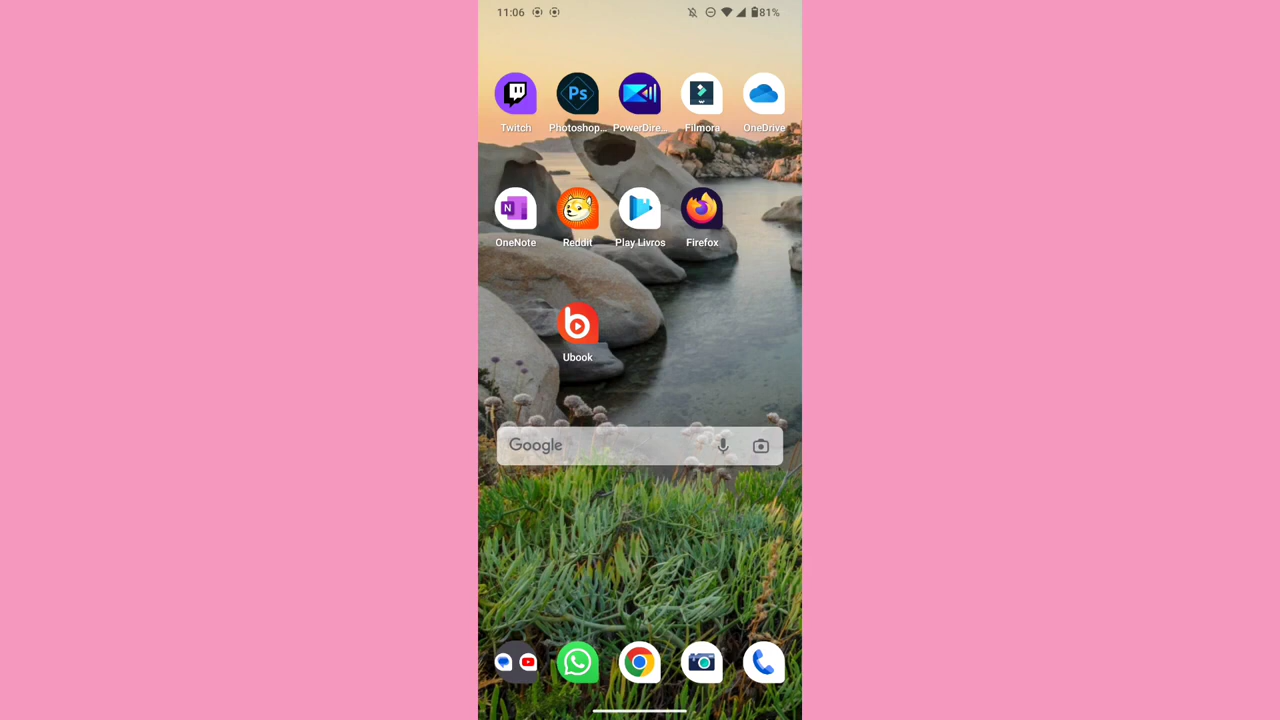 11:06 81%
Twitch Photoshop... PowerDire... Filmora OneDrive
N
OneNote Reddit Play Livros Firefox
Ubook
Google